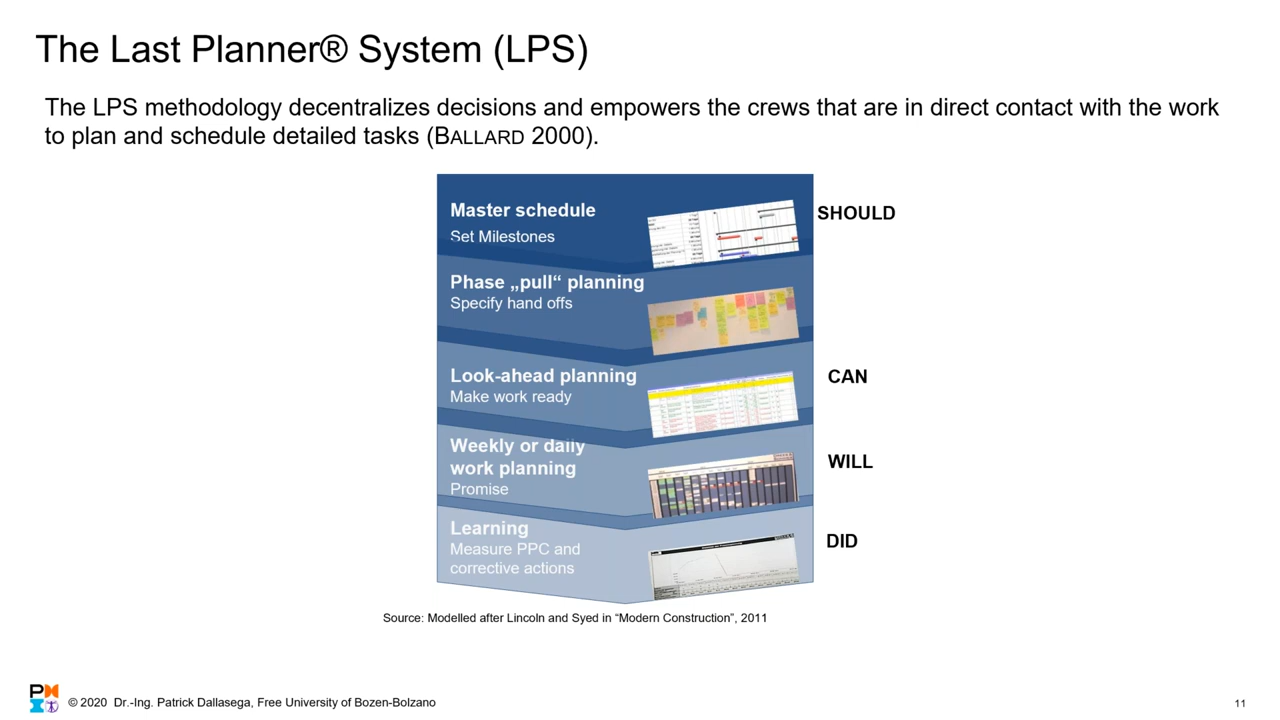 The Last Planner® System (LPS)
The LPS methodology decentralizes decisions and empowers the crews that are in direct contact with the work
to plan and schedule detailed tasks (BALLARD 2000).
Master schedule
Set Milestones
SHOULD
Phase „pull“ planning
Specify hand offs
Look-ahead planning
Make work ready
CAN
Weekly or daily
work planning
Promise
WILL
Learning
Measure PPC and
corrective actions
DID
Source: Modelled after Lincoln and Syed in “Modern Construction”, 2011
© 2020 Dr.-Ing. Patrick Dallasega, Free University of Bozen-Bolzano
11